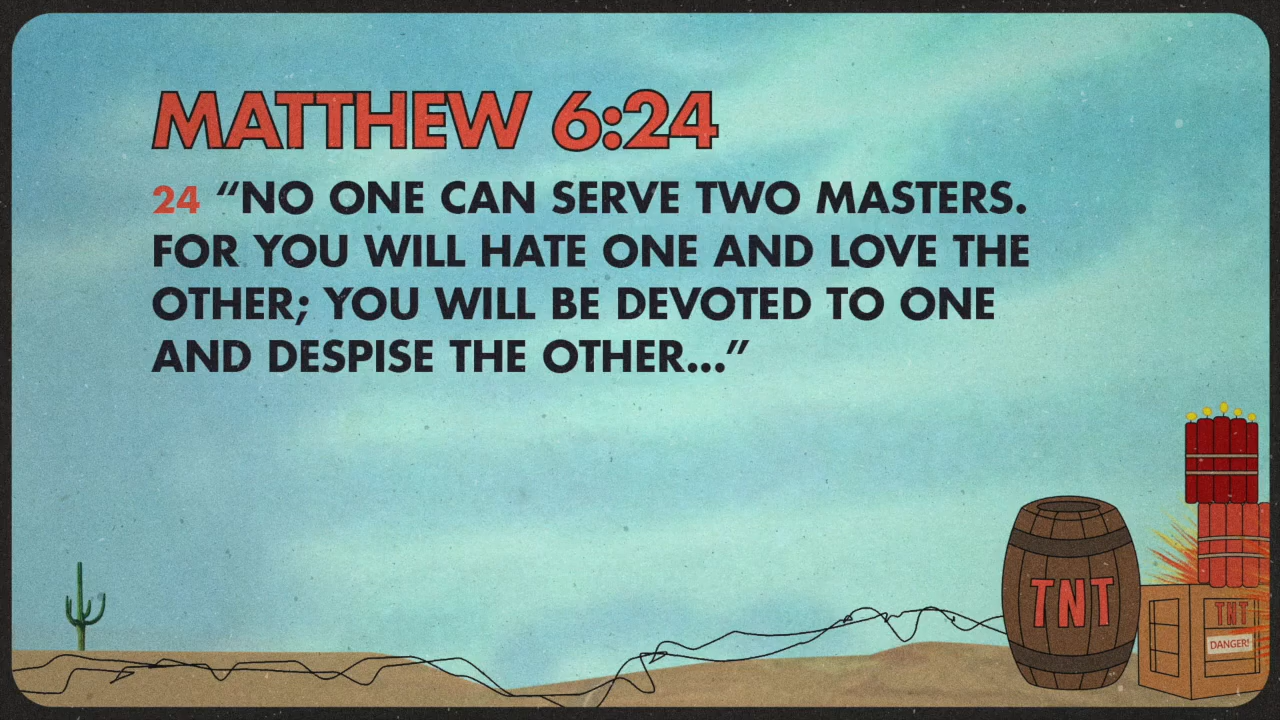 MATTHEW 6:24
24 “NO ONE CAN SERVE TWO MASTERS.
FOR YOU WILL HATE ONE AND LOVE THE
OTHER; YOU WILL BE DEVOTED TO ONE
AND DESPISE THE OTHER...”
TNT
TNT
DANGER!